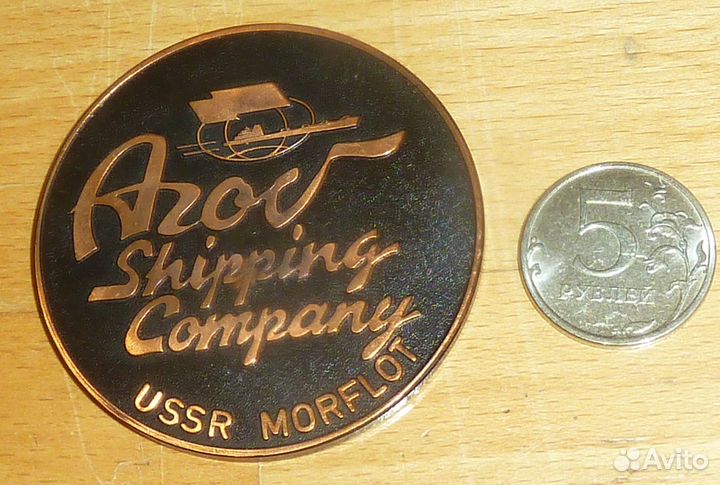 Azov
Shipping
Company
USSR MORFLOT
5
РУБЛЕЙ
Avito